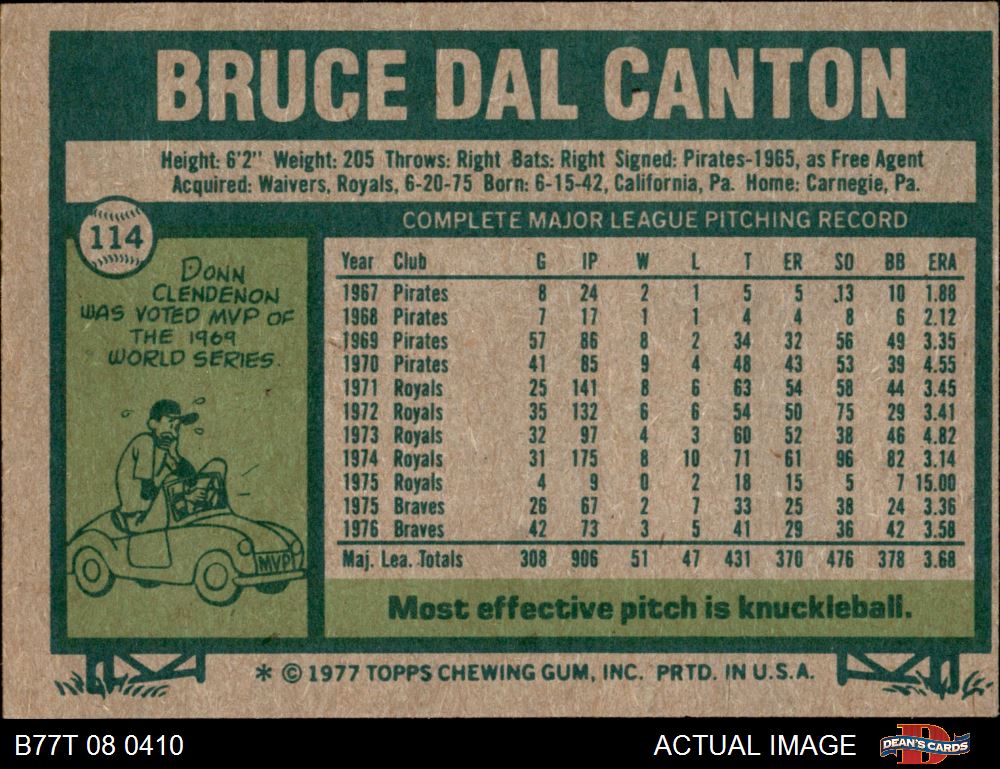 BRUCE DAL CANTON
Height: 6'2" Weight: 205 Throws: Right Bats: Right Signed: Pirates-1965, as Free Agent
Acquired: Waivers, Royals, 6-20-75 Born: 6-15-42, California, Pa. Home: Carnegie, Pa.
114
DONN
CLENDENON
WAS VOTED MVP OF
THE 1969
WORLD SERIES.
MVP
COMPLETE MAJOR LEAGUE PITCHING RECORD
Year Club G IP W L T ER SO BB ERA
1967 Pirates 8 24 2 1 5 5 13 10 1.88
1968 Pirates 7 17 1 1 4 4 8 6 2.12
1969 Pirates 57 86 8 2 34 32 56 49 3.35
1970 Pirates 41 85 9 4 48 43 53 39 4.55
1971 Royals 25 141 8 6 63 54 58 44 3.45
1972 Royals 35 132 6 6 54 50 75 29 3.41
1973 Royals 32 97 4 3 60 52 38 46 4.82
1974 Royals 31 175 8 10 71 61 96 82 3.14
1975 Royals 4 9 0 2 18 15 5 7 15.00
1975 Braves 26 67 2 7 33 25 38 24 3.36
1976 Braves 42 73 3 5 41 29 36 42 3.58
Maj. Lea. Totals 308 906 51 47 431 370 476 378 3.68
Most effective pitch is knuckleball.
* © 1977 TOPPS CHEWING GUM, INC. PRTD. IN U.S.A.
B77T 08 0410
ACTUAL IMAGE
DEAN'S CARDS